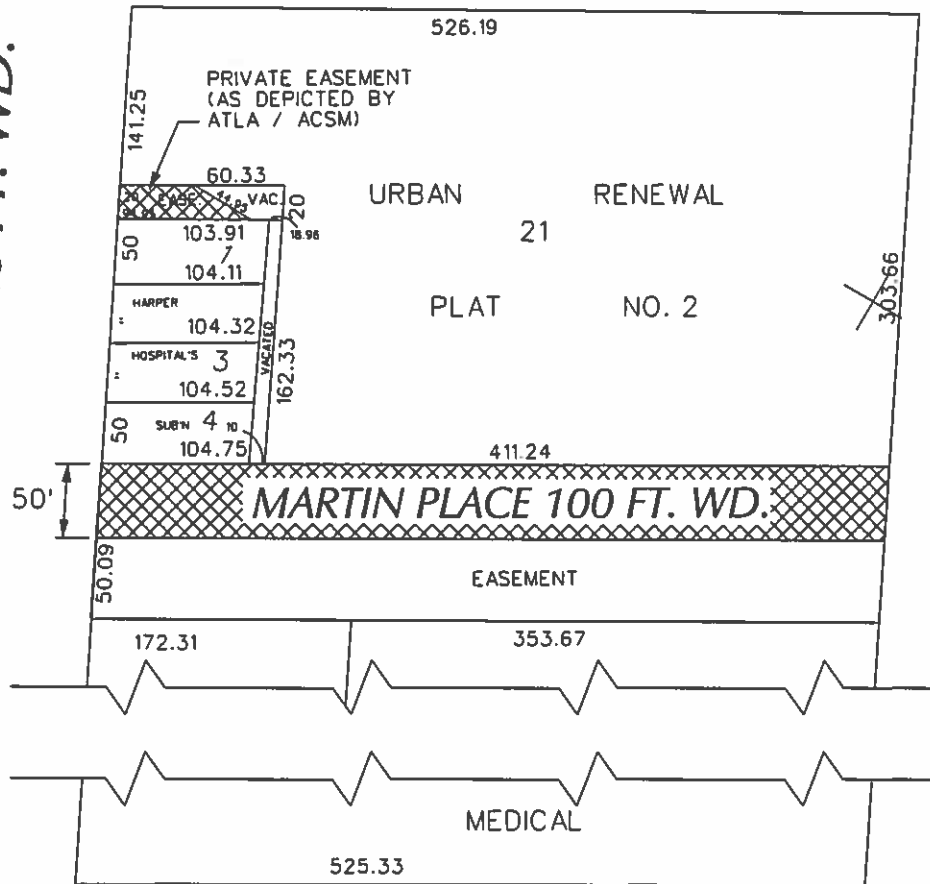 526.19
PRIVATE EASEMENT
(AS DEPICTED BY
ATLA / ACSM)
141.25
60.33
EASE. VAC.
20
18.96
URBAN RENEWAL
21
PLAT NO. 2
303.66
50
103.91
1
104.11
HARPER
" 104.32
HOSPITAL'S 3
" 104.52
VACATED
162.33
50
SUB'N 4 10
104.75
411.24
50'
MARTIN PLACE 100 FT. WD.
50.09
EASEMENT
172.31
353.67
MEDICAL
525.33
WD.